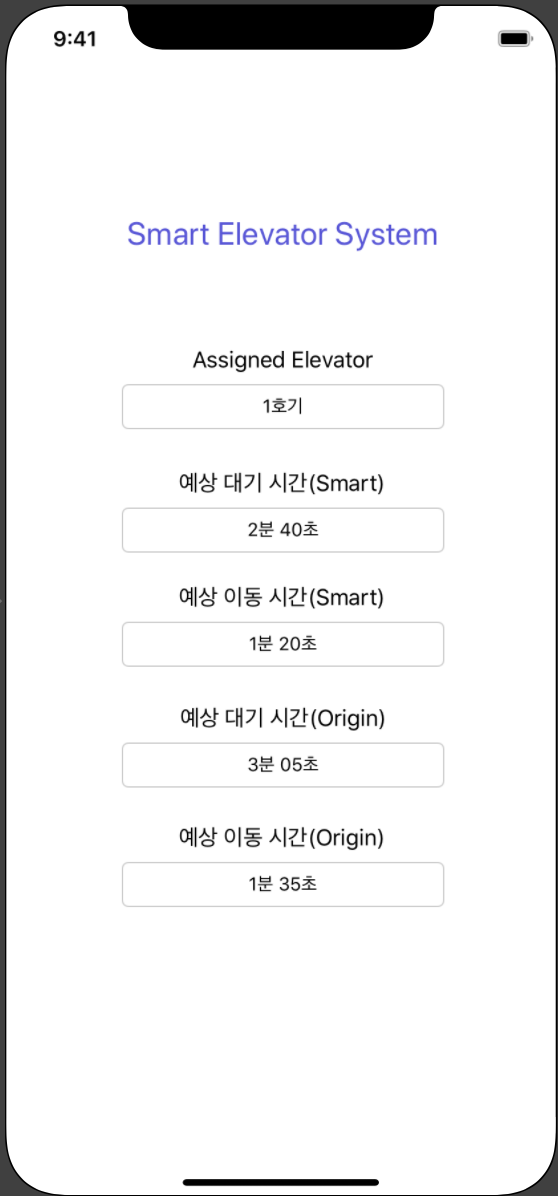 9:41
Smart Elevator System
Assigned Elevator
1호기
예상 대기 시간(Smart)
2분 40초
예상 이동 시간(Smart)
1분 20초
예상 대기 시간(Origin)
3분 05초
예상 이동 시간(Origin)
1분 35초